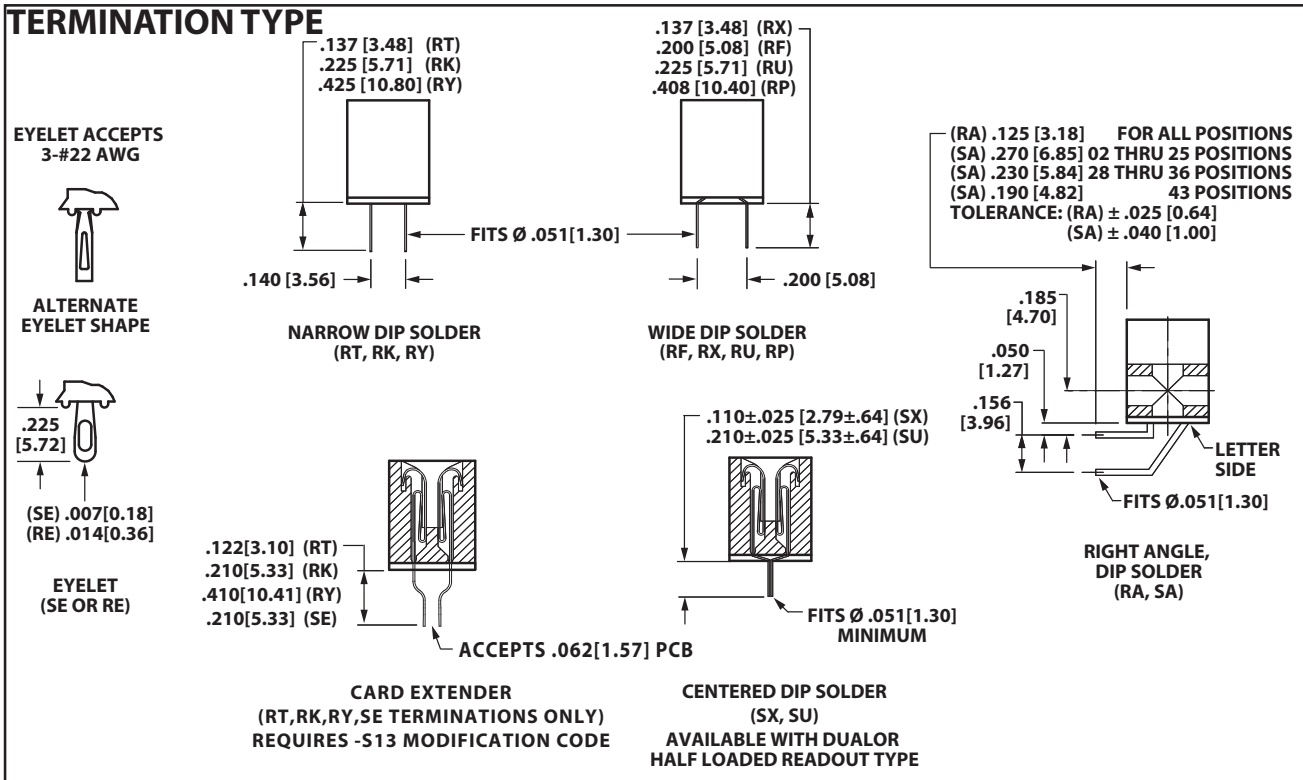 TERMINATION TYPE
EYELET ACCEPTS
3-#22 AWG
ALTERNATE
EYELET SHAPE
.225
[5.72]
(SE) .007[0.18]
(RE) .014[0.36]
EYELET
(SE OR RE)
.137 [3.48] (RT)
.225 [5.71] (RK)
.425 [10.80] (RY)
.140 [3.56]
FITS Ø .051[1.30]
NARROW DIP SOLDER
(RT, RK, RY)
.137 [3.48] (RX)
.200 [5.08] (RF)
.225 [5.71] (RU)
.408 [10.40] (RP)
.200 [5.08]
WIDE DIP SOLDER
(RF, RX, RU, RP)
(RA) .125 [3.18] FOR ALL POSITIONS
(SA) .270 [6.85] 02 THRU 25 POSITIONS
(SA) .230 [5.84] 28 THRU 36 POSITIONS
(SA) .190 [4.82] 43 POSITIONS
TOLERANCE: (RA) ± .025 [0.64]
(SA) ± .040 [1.00]
.185
[4.70]
.050
[1.27]
.156
[3.96]
LETTER
SIDE
FITS Ø.051[1.30]
RIGHT ANGLE,
DIP SOLDER
(RA, SA)
.122[3.10] (RT)
.210[5.33] (RK)
.410[10.41] (RY)
.210[5.33] (SE)
ACCEPTS .062[1.57] PCB
CARD EXTENDER
(RT,RK,RY,SE TERMINATIONS ONLY)
REQUIRES -S13 MODIFICATION CODE
.110±.025 [2.79±.64] (SX)
.210±.025 [5.33±.64] (SU)
FITS Ø .051[1.30]
MINIMUM
CENTERED DIP SOLDER
(SX, SU)
AVAILABLE WITH DUALOR
HALF LOADED READOUT TYPE